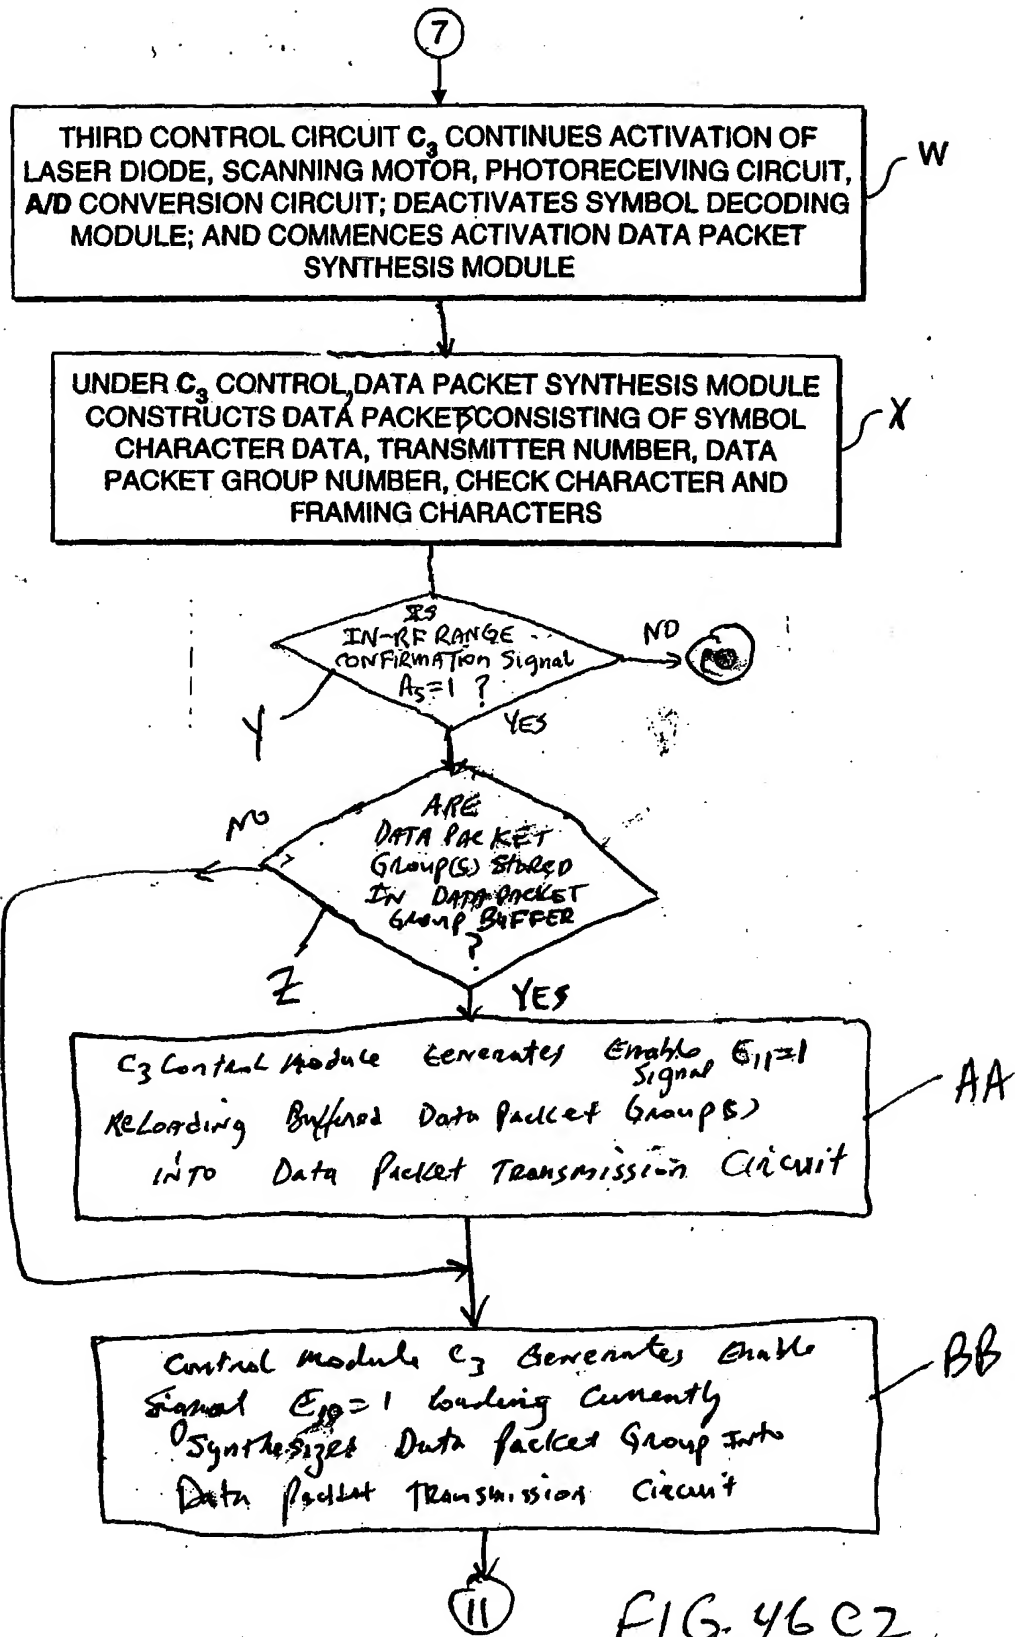 7
THIRD CONTROL CIRCUIT C3 CONTINUES ACTIVATION OF
LASER DIODE, SCANNING MOTOR, PHOTORECEIVING CIRCUIT,
A/D CONVERSION CIRCUIT; DEACTIVATES SYMBOL DECODING
MODULE; AND COMMENCES ACTIVATION DATA PACKET
SYNTHESIS MODULE
W
UNDER C3 CONTROL, DATA PACKET SYNTHESIS MODULE
CONSTRUCTS DATA PACKETS CONSISTING OF SYMBOL
CHARACTER DATA, TRANSMITTER NUMBER, DATA
PACKET GROUP NUMBER, CHECK CHARACTER AND
FRAMING CHARACTERS
X
IS
IN-RF RANGE
CONFIRMATION Signal
A5=1 ?
NO
Y
YES
ARE
DATA PACKET
GROUP(S) STORED
IN DATA PACKET
GROUP BUFFER
?
NO
Z
YES
C3 Control Module Generates Enable Signal E11=1
ReLoading Buffered Data Packet Group(s)
INTO Data Packet Transmission Circuit
AA
Control Module C3 Generates Enable
Signal E10=1 Loading Currently
Synthesized Data Packet Group Into
Data Packet Transmission Circuit
BB
11
FIG. 46 C2